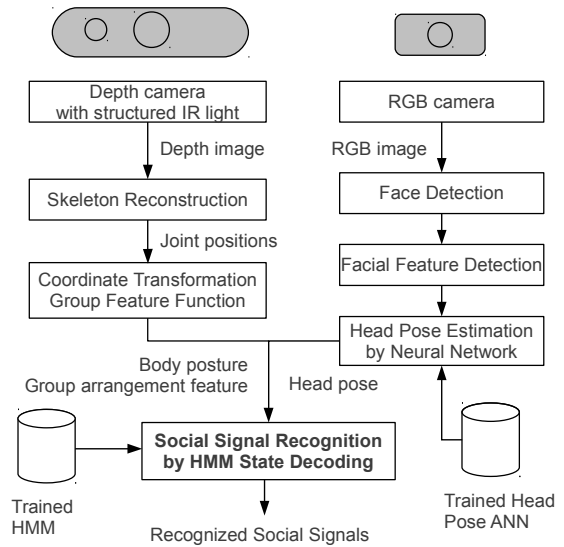 Depth camera
with structured IR light
Depth image
Skeleton Reconstruction
Joint positions
Coordinate Transformation
Group Feature Function
RGB camera
RGB image
Face Detection
Facial Feature Detection
Head Pose Estimation
by Neural Network
Body posture
Group arrangement feature
Head pose
Social Signal Recognition
by HMM State Decoding
Trained
HMM
Trained Head
Pose ANN
Recognized Social Signals